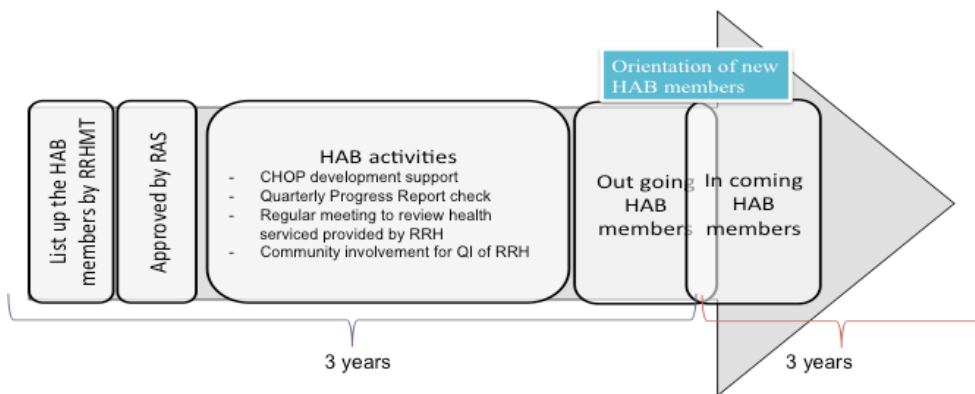 Orientation of new
HAB members
List up the HAB
members by RRHMT
Approved by RAS
HAB activities
- CHOP development support
- Quarterly Progress Report check
- Regular meeting to review health
serviced provided by RRH
- Community involvement for QI of RRH
Out going
HAB
members
In coming
HAB
members
3 years
3 years